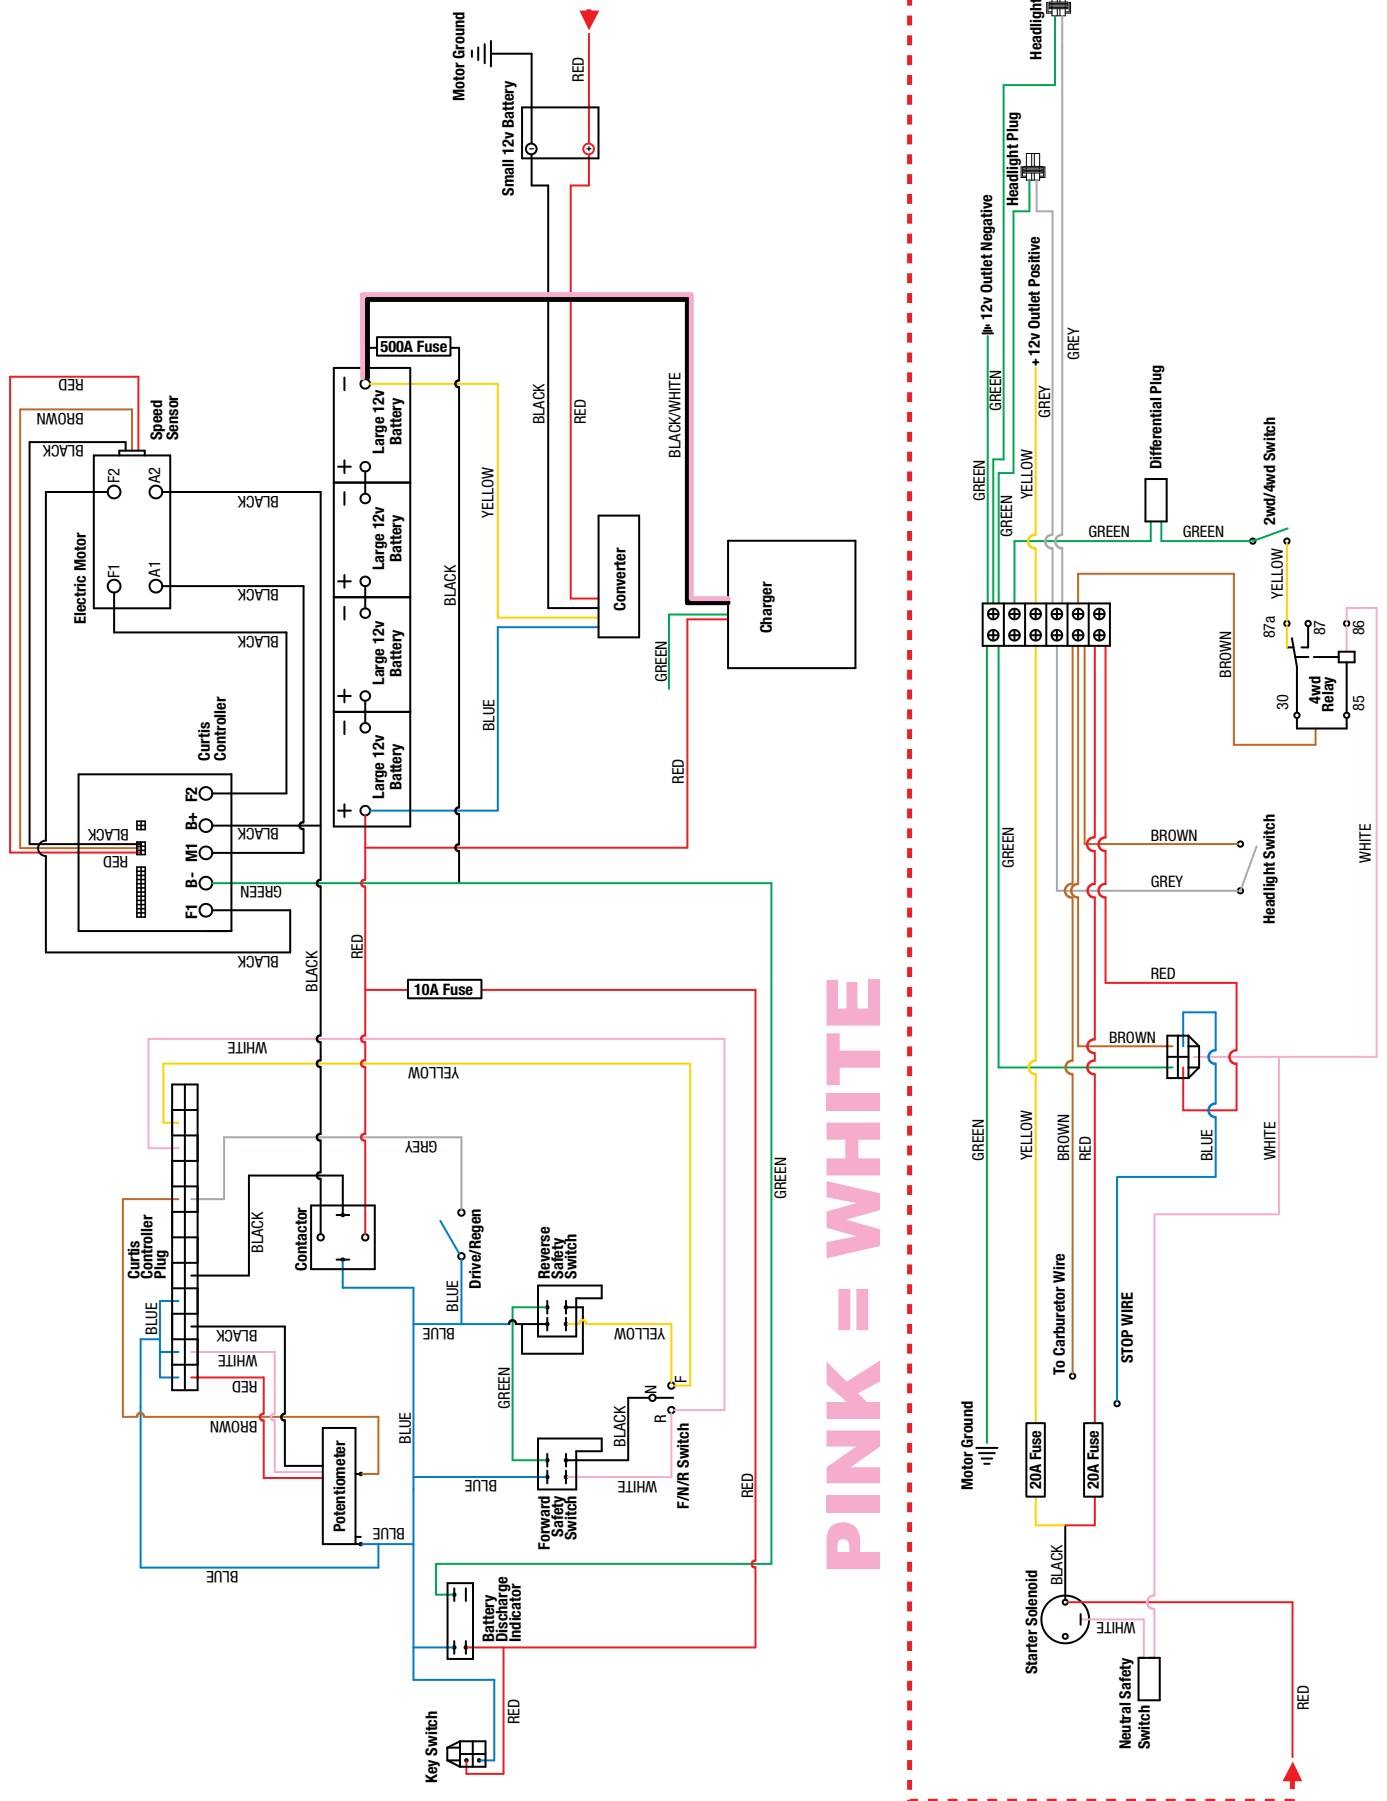 Motor Ground
RED
Small 12v Battery
Headlight
Headlight Plug
12v Outlet Negative
+ 12v Outlet Positive
GREEN
GREEN
GREEN
YELLOW
GREY
GREY
RED
BROWN
BLACK
Speed
Sensor
F2
A2
F1
A1
Electric Motor
BLACK
BLACK
BLACK
500A Fuse
Large 12v
Battery
Large 12v
Battery
Large 12v
Battery
Large 12v
Battery
BLACK
RED
BLACK/WHITE
YELLOW
BLACK
Converter
Charger
GREEN
BLUE
RED
Curtis
Controller
F2
B+
M1
B-
F1
BLACK
RED
BLACK
GREEN
BLACK
BLACK
RED
10A Fuse
WHITE
YELLOW
GREY
BLACK
Contactor
Curtis
Controller
Plug
BLUE
BLACK
WHITE
RED
BROWN
Potentiometer
BLUE
BLUE
BLUE
Drive/Regen
BLUE
BLUE
Reverse
Safety
Switch
YELLOW
GREEN
F
N
R
BLACK
F/N/R Switch
WHITE
BLUE
Forward
Safety
Switch
RED
GREEN
Battery
Discharge
Indicator
Key Switch
RED
PINK = WHITE
Differential Plug
GREEN
GREEN
2wd/4wd Switch
YELLOW
87a
87
86
30
85
4wd
Relay
BROWN
GREEN
BROWN
GREY
Headlight Switch
WHITE
RED
BROWN
GREEN
YELLOW
BROWN
RED
BLUE
WHITE
To Carburetor Wire
STOP WIRE
Motor Ground
20A Fuse
20A Fuse
BLACK
Starter Solenoid
WHITE
Neutral Safety
Switch
RED